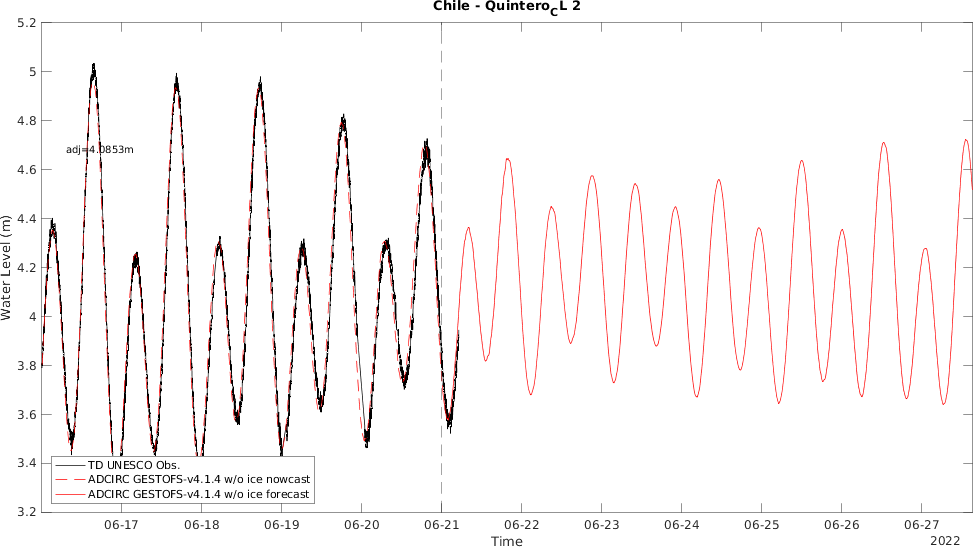 Chile - Quintero_CL 2
5.2
5
4.8
4.6
4.4
4.2
4
3.8
3.6
3.4
3.2
Water Level (m)
adj=4.0853m
TD UNESCO Obs.
ADCIRC GESTOFS-v4.1.4 w/o ice nowcast
ADCIRC GESTOFS-v4.1.4 w/o ice forecast
06-17 06-18 06-19 06-20 06-21 06-22 06-23 06-24 06-25 06-26 06-27
Time
2022